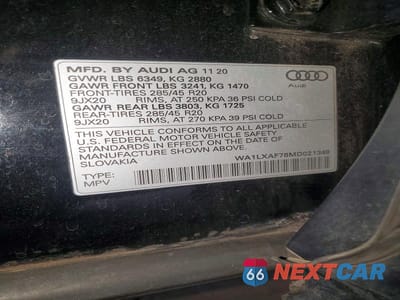 MFD. BY AUDI AG 11 20
GVWR LBS 6349, KG 2880
GAWR FRONT LBS 3241, KG 1470
FRONT-TIRES 285/45 R20
9JX20 RIMS, AT 250 KPA 36 PSI COLD
GAWR REAR LBS 3803, KG 1725
REAR-TIRES 285/45 R20
9JX20 RIMS, AT 270 KPA 39 PSI COLD
Audi
THIS VEHICLE CONFORMS TO ALL APPLICABLE
U.S. FEDERAL MOTOR VEHICLE SAFETY STANDARDS
IN EFFECT ON THE DATE OF MANUFACTURE SHOWN ABOVE.
SLOVAKIA
WA1LXAF76MD021349
TYPE:
MPV
66 NEXTCAR